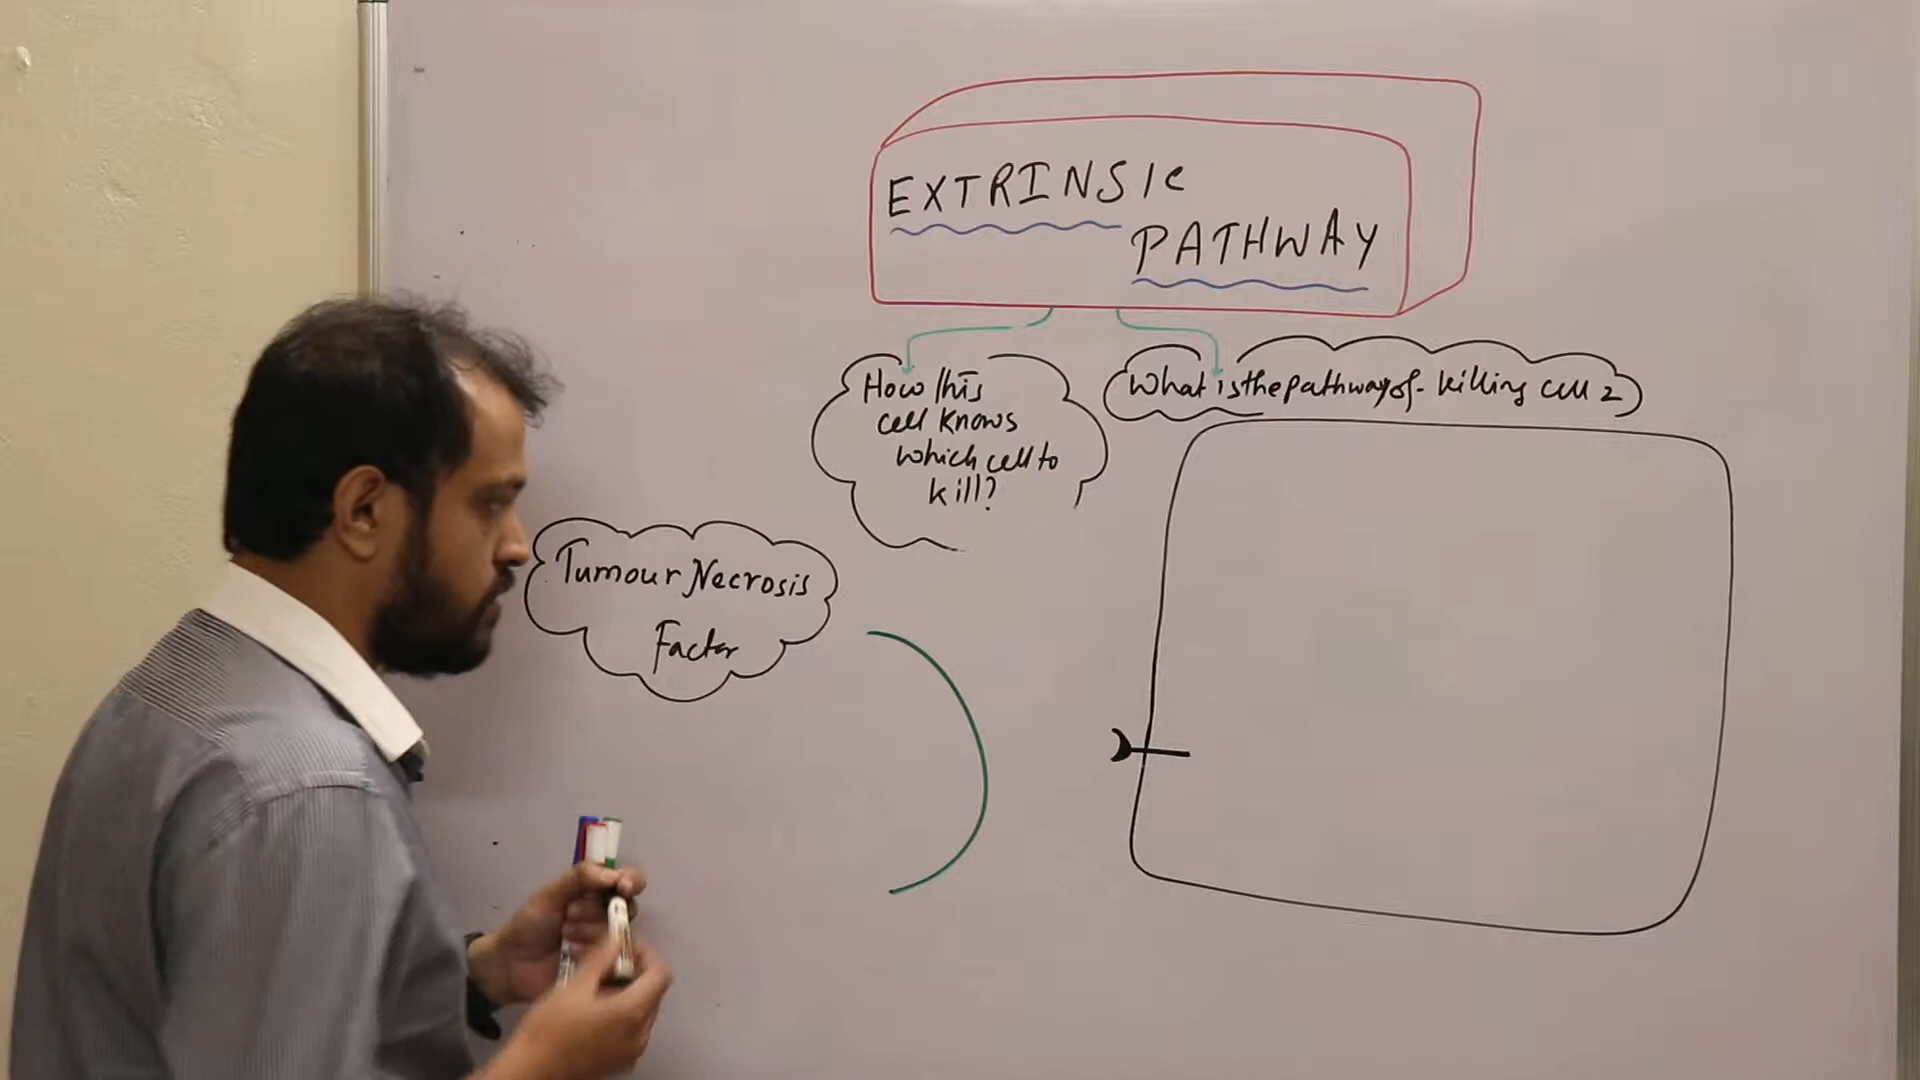 EXTRINSIC
PATHWAY
How this
cell knows
which cell to
kill?
What is the pathway of killing cell?
Tumour Necrosis
Factor